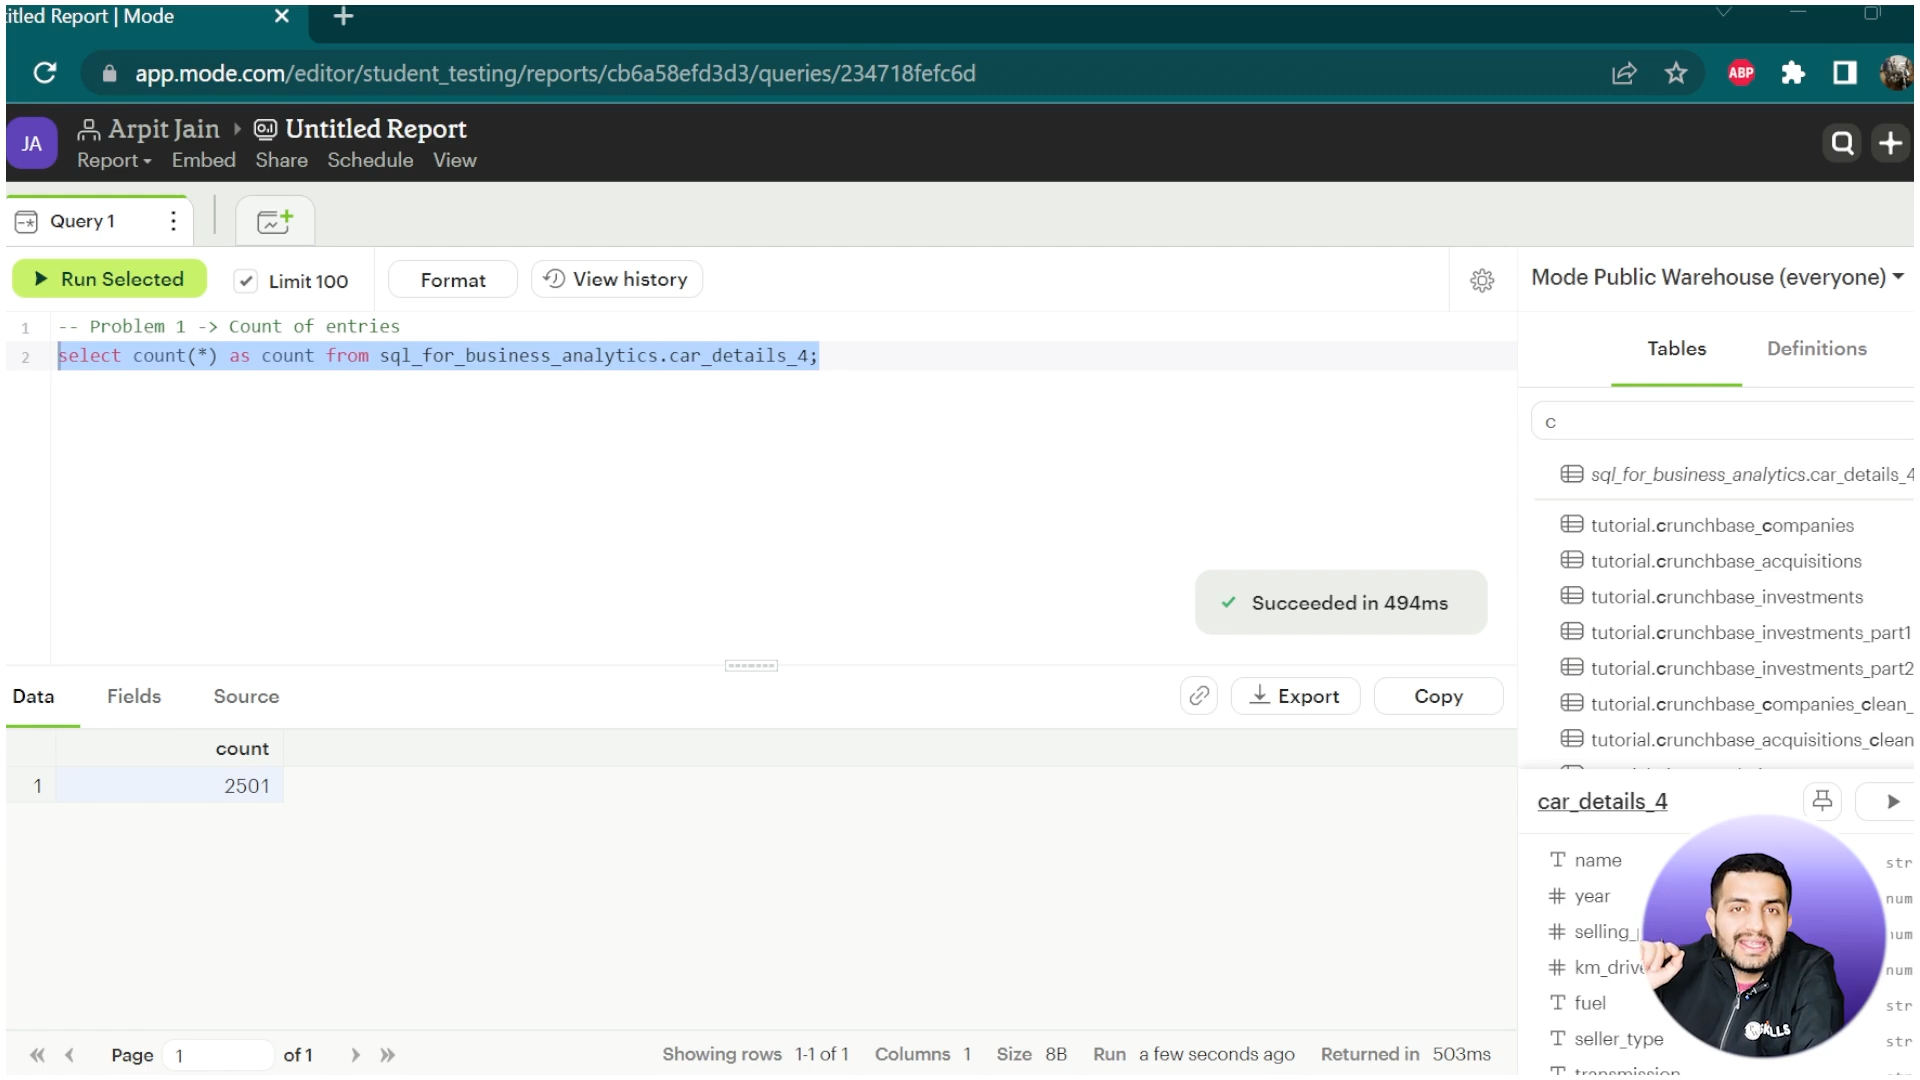 itled Report | Mode
app.mode.com/editor/student_testing/reports/cb6a58efd3d3/queries/234718fefc6d
ABP
JA
Arpit Jain
Untitled Report
Report
Embed
Share
Schedule
View
Query 1
Run Selected
Limit 100
Format
View history
Mode Public Warehouse (everyone)
1 -- Problem 1 -> Count of entries
2 select count(*) as count from sql_for_business_analytics.car_details_4;
Tables
Definitions
c
sql_for_business_analytics.car_details_4
tutorial.crunchbase_companies
tutorial.crunchbase_acquisitions
tutorial.crunchbase_investments
tutorial.crunchbase_investments_part1
tutorial.crunchbase_investments_part2
tutorial.crunchbase_companies_clean_
tutorial.crunchbase_acquisitions_clean
Succeeded in 494ms
Data
Fields
Source
Export
Copy
count
1 2501
car_details_4
T name str
# year num
# selling_ num
# km_drive num
T fuel str
T seller_type str
T transmission
Page 1 of 1
Showing rows 1-1 of 1
Columns 1
Size 8B
Run a few seconds ago
Returned in 503ms